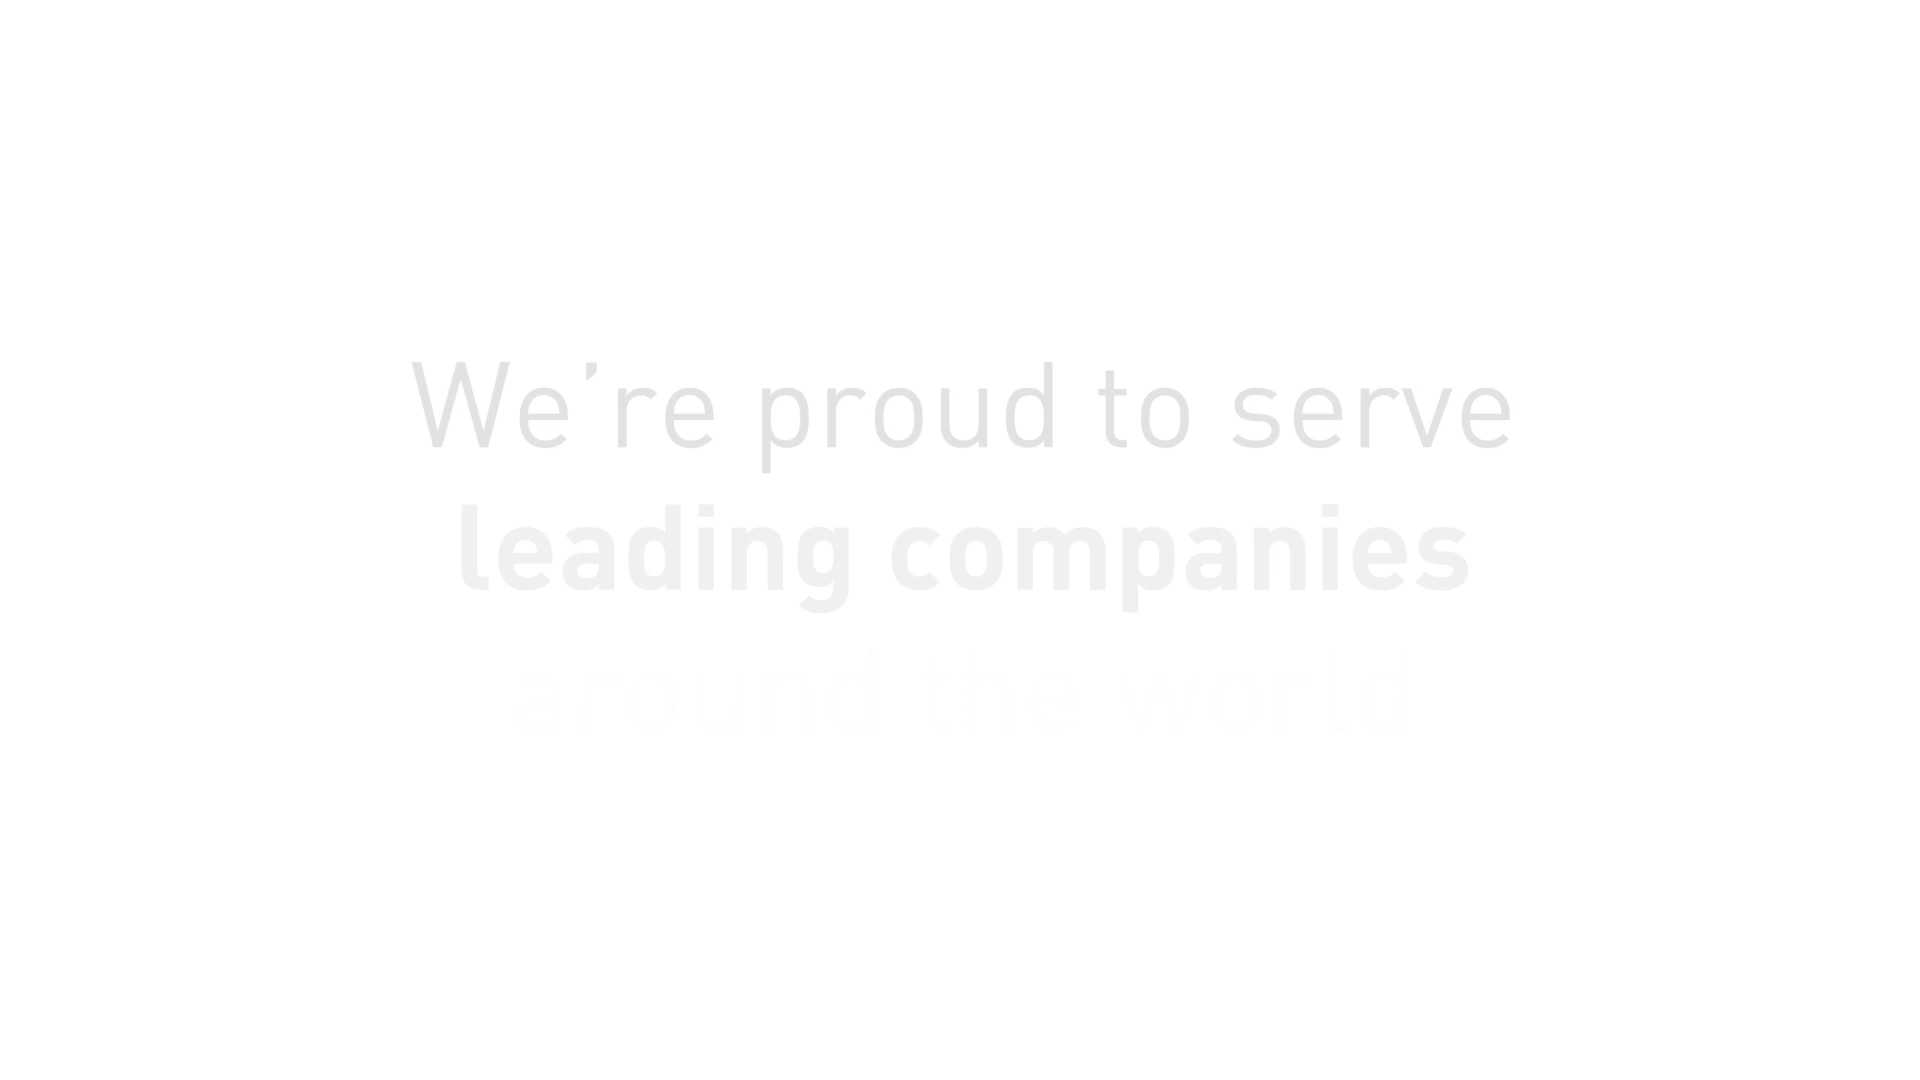 We’re proud to serve
leading companies
around the world